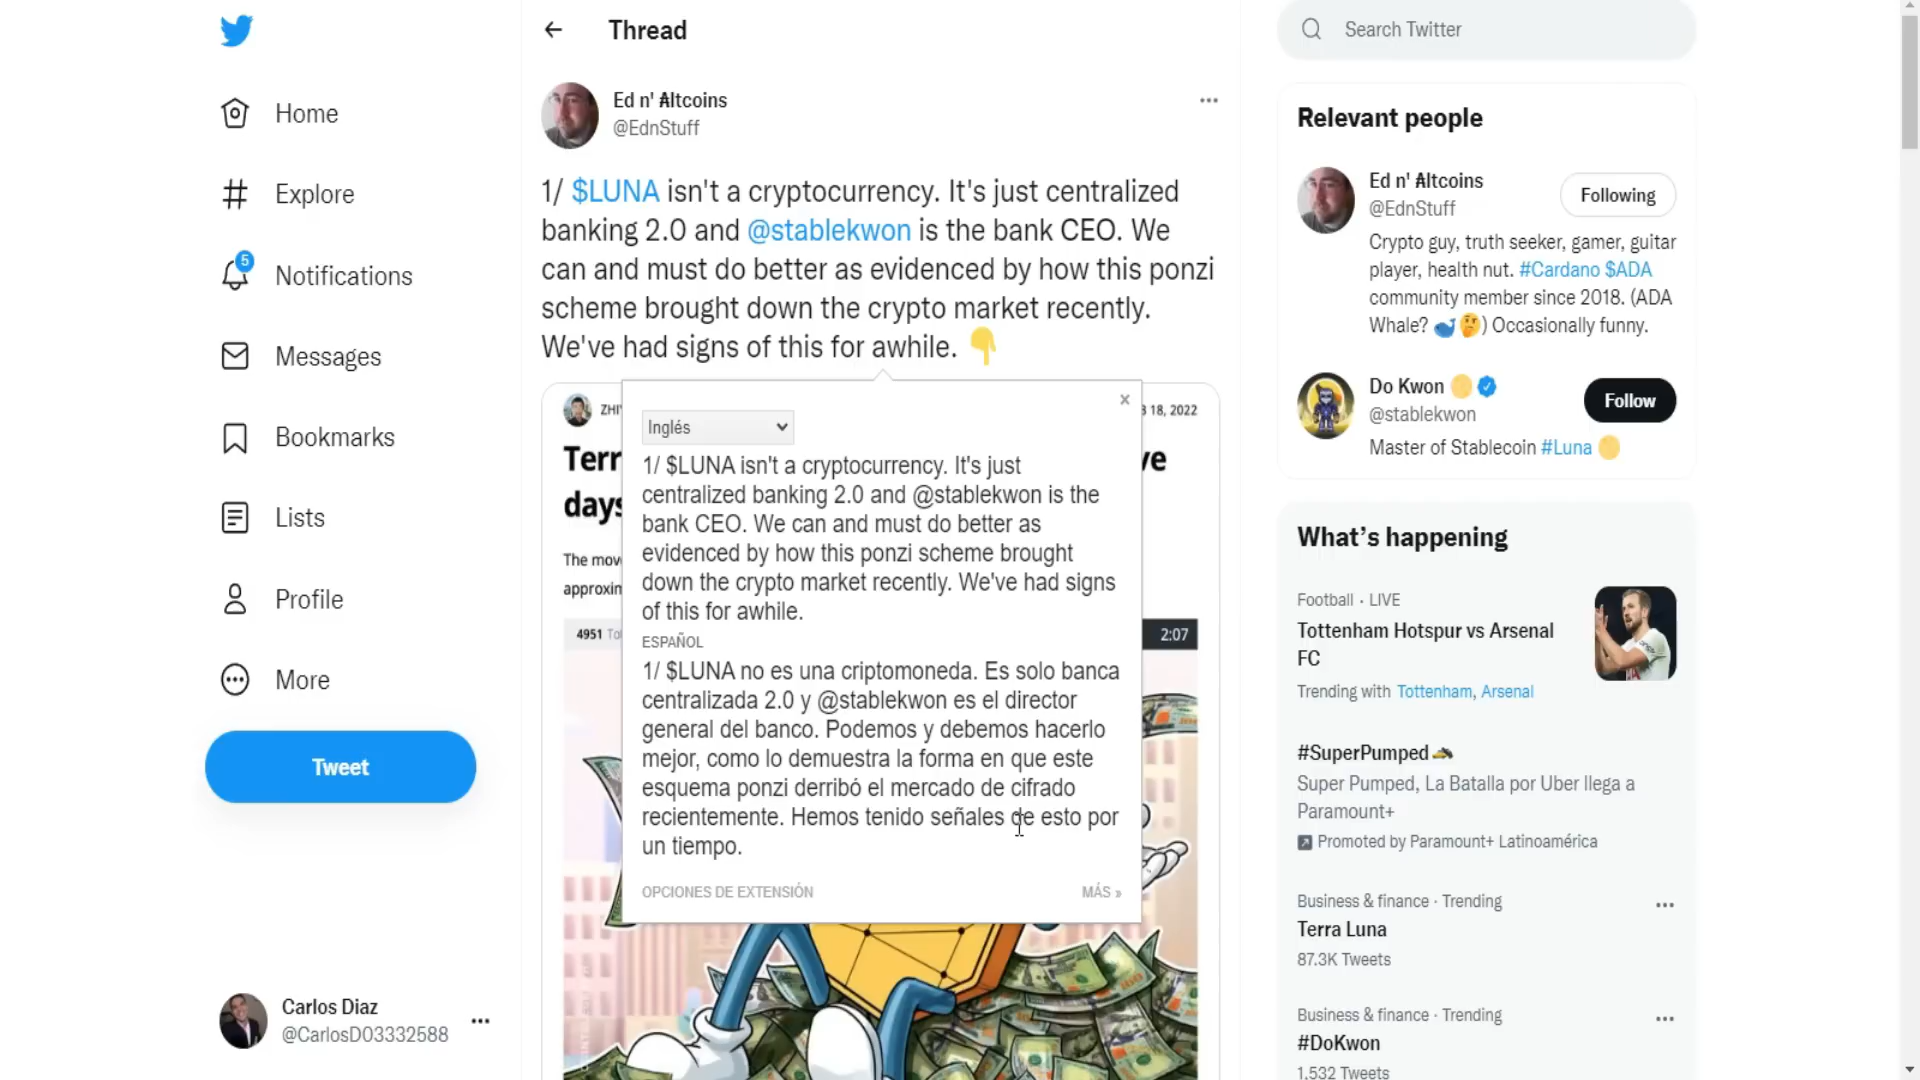 Home
Explore
5
Notifications
Messages
Bookmarks
Lists
Profile
More
Tweet
Carlos Diaz
@CarlosD03332588
Thread
Ed n' ₳ltcoins
@EdnStuff
1/ $LUNA isn't a cryptocurrency. It's just centralized
banking 2.0 and @stablekwon is the bank CEO. We
can and must do better as evidenced by how this ponzi
scheme brought down the crypto market recently.
We've had signs of this for awhile. 👇
18, 2022
Terr
days
The mov
approxin
4951
2:07
Inglés
1/ $LUNA isn't a cryptocurrency. It's just
centralized banking 2.0 and @stablekwon is the
bank CEO. We can and must do better as
evidenced by how this ponzi scheme brought
down the crypto market recently. We've had signs
of this for awhile.
ESPAÑOL
1/ $LUNA no es una criptomoneda. Es solo banca
centralizada 2.0 y @stablekwon es el director
general del banco. Podemos y debemos hacerlo
mejor, como lo demuestra la forma en que este
esquema ponzi derribó el mercado de cifrado
recientemente. Hemos tenido señales de esto por
un tiempo.
OPCIONES DE EXTENSIÓN
MÁS »
Search Twitter
Relevant people
Ed n' ₳ltcoins
@EdnStuff
Following
Crypto guy, truth seeker, gamer, guitar
player, health nut. #Cardano $ADA
community member since 2018. (ADA
Whale? 🐳🤔) Occasionally funny.
Do Kwon 🌕
@stablekwon
Follow
Master of Stablecoin #Luna 🌕
What's happening
Football · LIVE
Tottenham Hotspur vs Arsenal
FC
Trending with Tottenham, Arsenal
#SuperPumped
Super Pumped, La Batalla por Uber llega a
Paramount+
Promoted by Paramount+ Latinoamérica
Business & finance · Trending
Terra Luna
87.3K Tweets
Business & finance · Trending
#DoKwon
1,532 Tweets